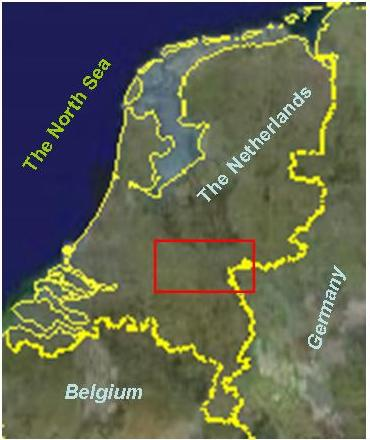 The North Sea
The Netherlands
Germany
Belgium